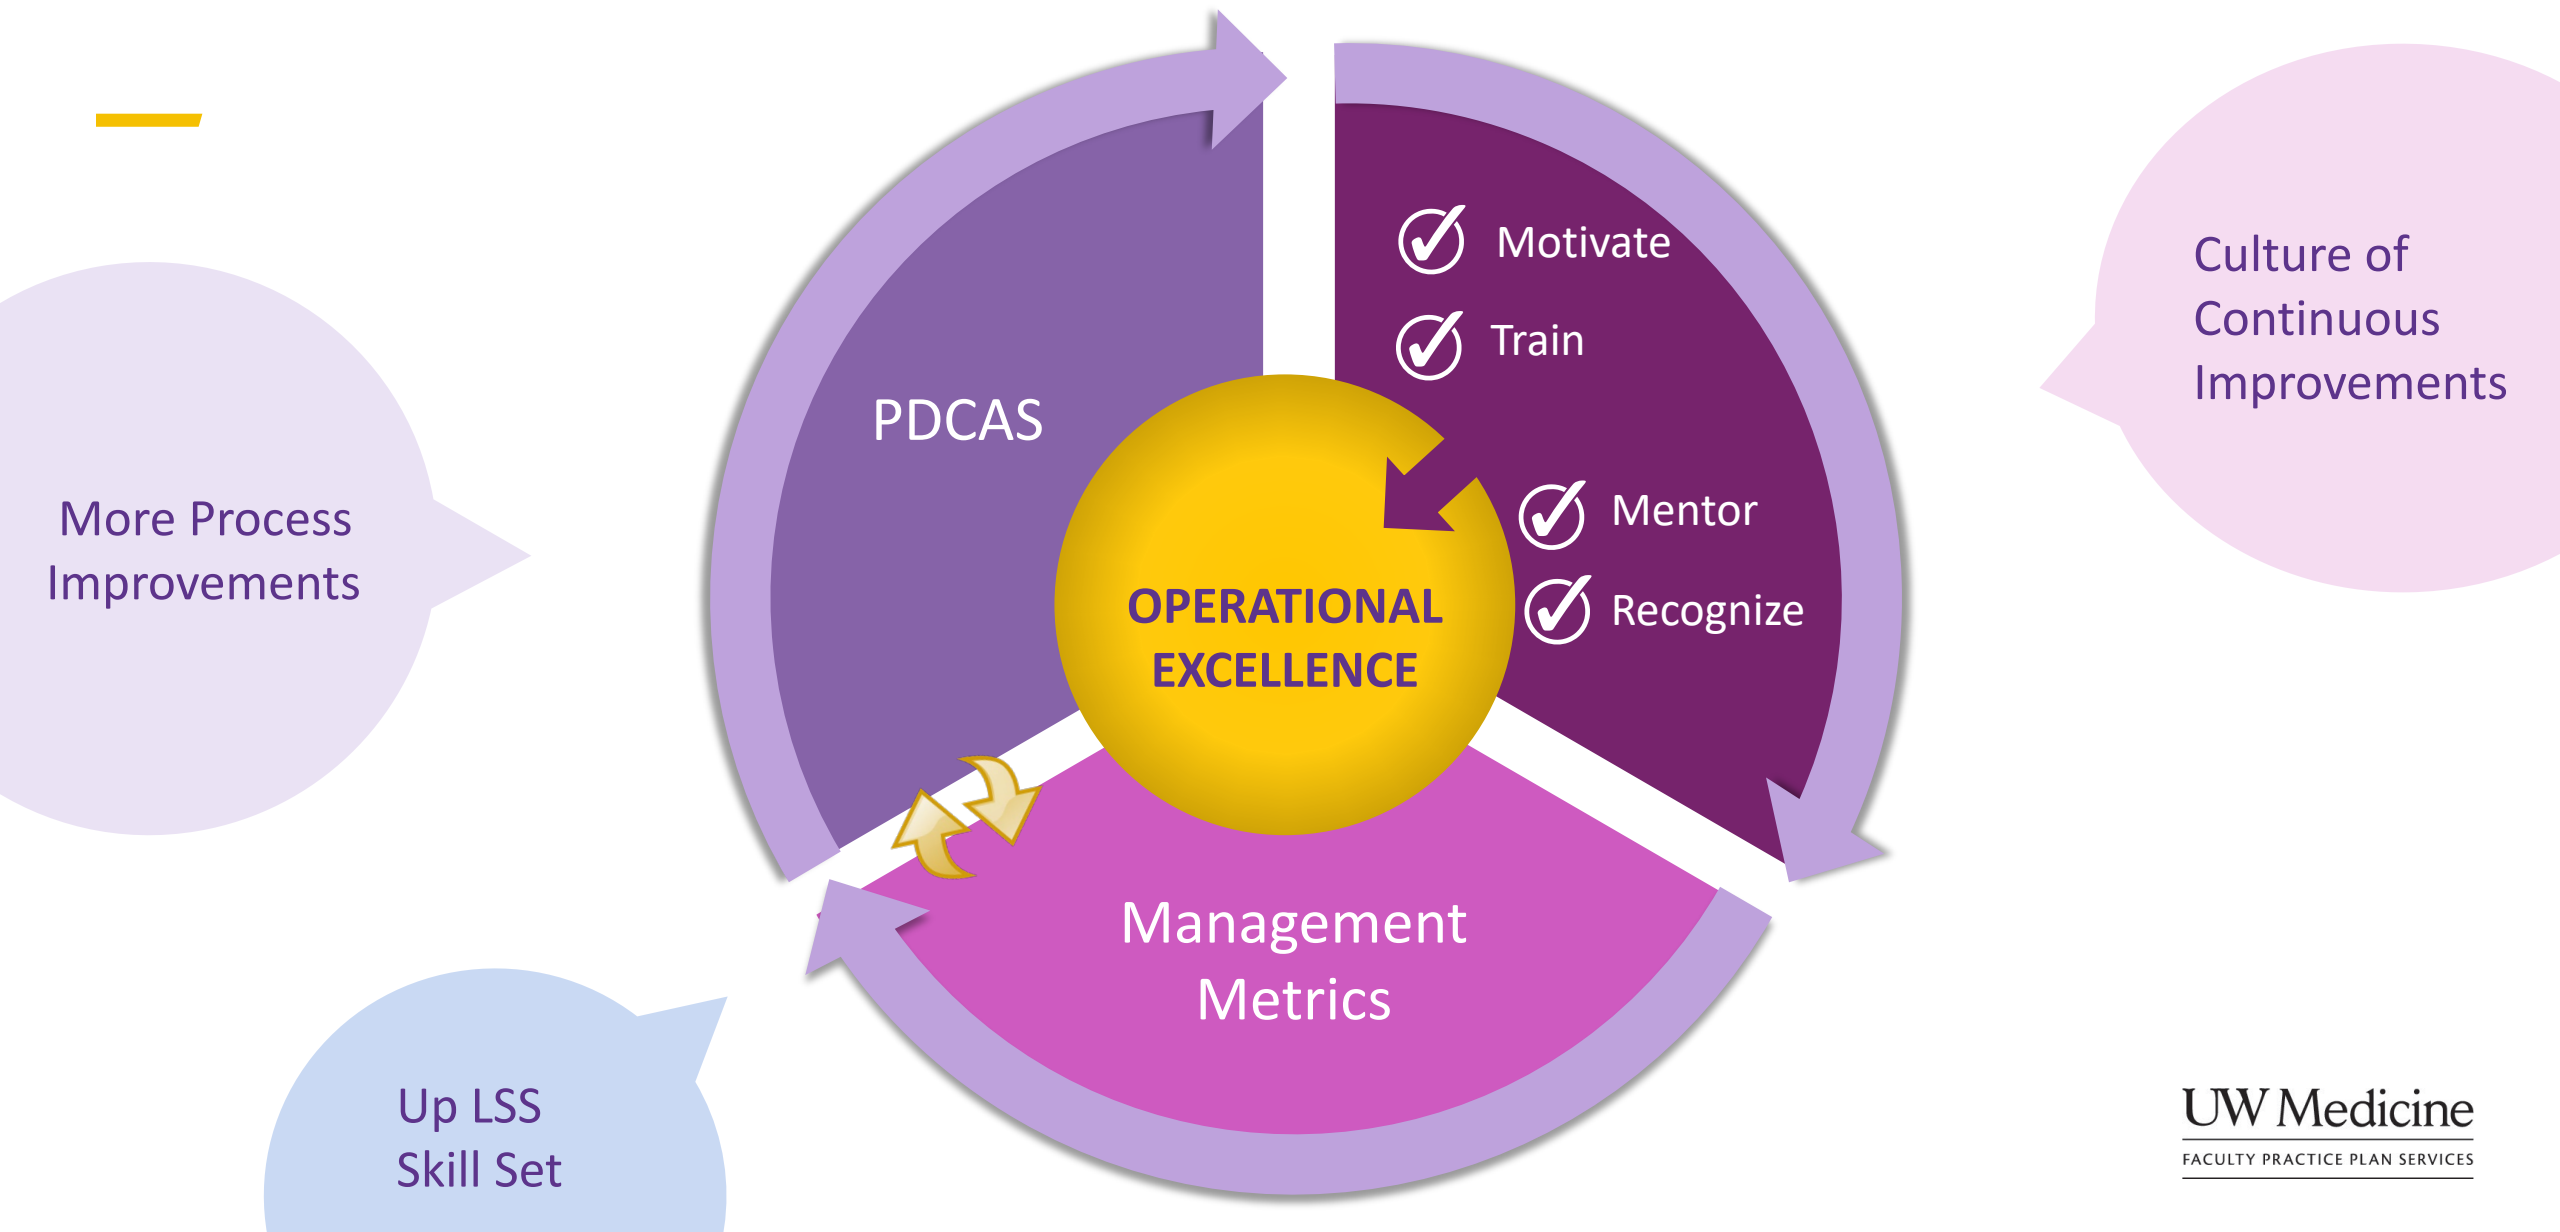 Motivate
Train
Mentor
Recognize
PDCAS
OPERATIONAL
EXCELLENCE
Management
Metrics
Culture of
Continuous
Improvements
More Process
Improvements
Up LSS
Skill Set
UW Medicine
FACULTY PRACTICE PLAN SERVICES